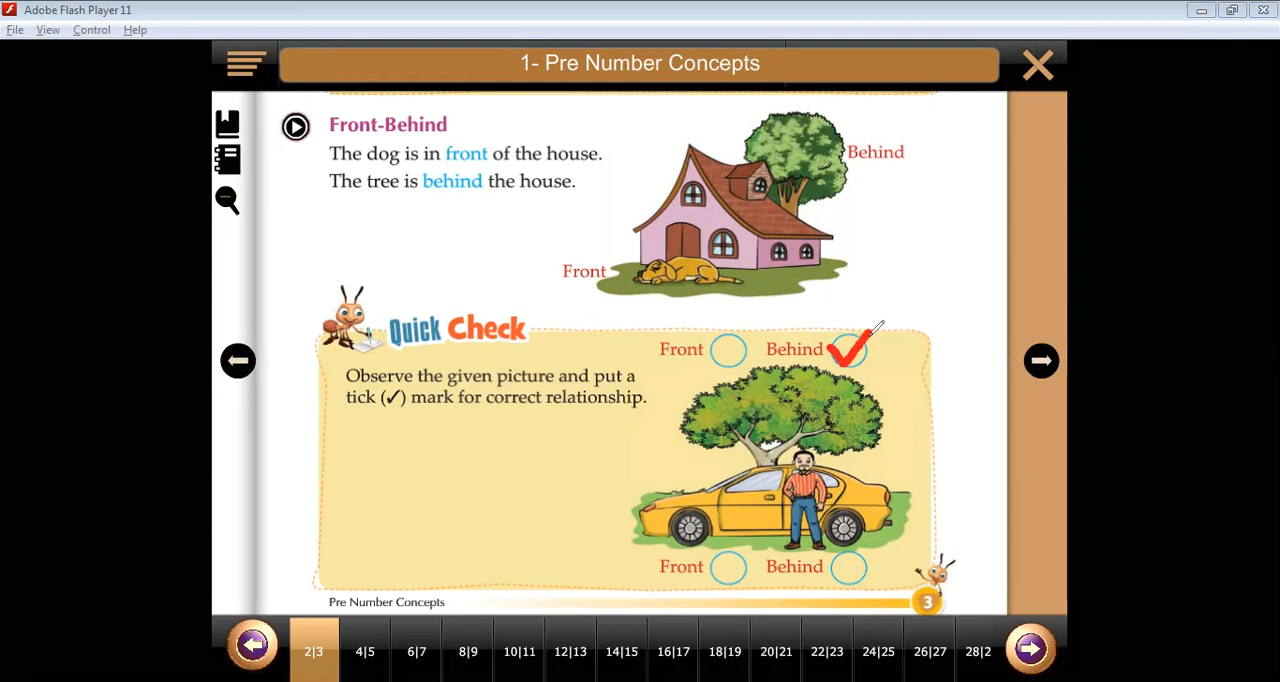 Adobe Flash Player 11
File View Control Help
1- Pre Number Concepts
Front-Behind
The dog is in front of the house.
The tree is behind the house.
Behind
Front
Quick Check
Front Behind
Observe the given picture and put a
tick (✓) mark for correct relationship.
Front Behind
Pre Number Concepts
3
2|3 4|5 6|7 8|9 10|11 12|13 14|15 16|17 18|19 20|21 22|23 24|25 26|27 28|2